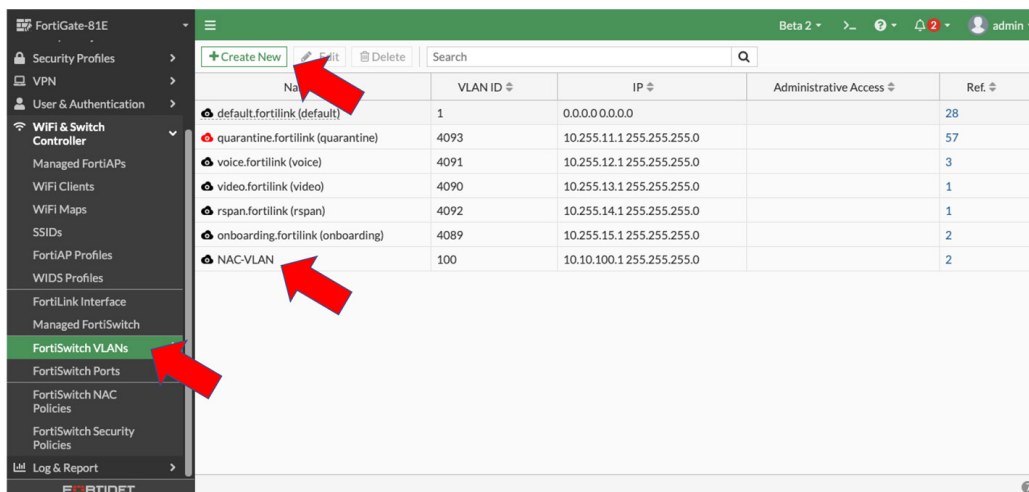 FortiGate-81E
Beta 2
>_
2
admin
Security Profiles
VPN
User & Authentication
WiFi & Switch
Controller
Managed FortiAPs
WiFi Clients
WiFi Maps
SSIDs
FortiAP Profiles
WIDS Profiles
FortiLink Interface
Managed FortiSwitch
FortiSwitch VLANs
FortiSwitch Ports
FortiSwitch NAC
Policies
FortiSwitch Security
Policies
Log & Report
FORTINET
+ Create New
Delete
Search
VLAN ID IP Administrative Access Ref.
default.fortilink (default) 1 0.0.0.0 0.0.0.0 28
quarantine.fortilink (quarantine) 4093 10.255.11.1 255.255.255.0 57
voice.fortilink (voice) 4091 10.255.12.1 255.255.255.0 3
video.fortilink (video) 4090 10.255.13.1 255.255.255.0 1
rspan.fortilink (rspan) 4092 10.255.14.1 255.255.255.0 1
onboarding.fortilink (onboarding) 4089 10.255.15.1 255.255.255.0 2
NAC-VLAN 100 10.10.100.1 255.255.255.0 2